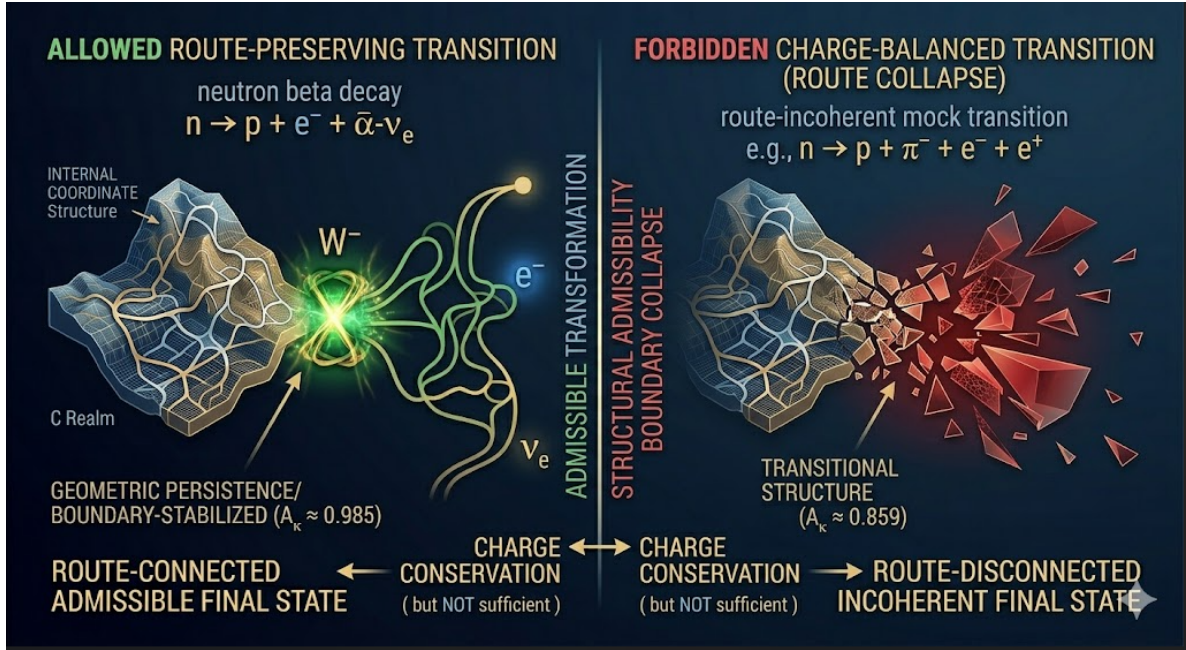 ALLOWED ROUTE-PRESERVING TRANSITION
neutron beta decay
n → p + e⁻ + ᾱ-νₑ
INTERNAL
COORDINATE
Structure
W⁻
e⁻
νₑ
C Realm
GEOMETRIC PERSISTENCE/
BOUNDARY-STABILIZED (Aκ ≈ 0.985)
ADMISSIBLE TRANSFORMATION
CHARGE
CONSERVATION
( but NOT sufficient )
ROUTE-CONNECTED
ADMISSIBLE FINAL STATE
FORBIDDEN CHARGE-BALANCED TRANSITION
(ROUTE COLLAPSE)
route-incoherent mock transition
e.g., n → p + π⁻ + e⁻ + e⁺
STRUCTURAL ADMISSIBILITY
BOUNDARY COLLAPSE
TRANSITIONAL
STRUCTURE
(Aκ ≈ 0.859)
CHARGE
CONSERVATION
( but NOT sufficient )
ROUTE-DISCONNECTED
INCOHERENT FINAL STATE